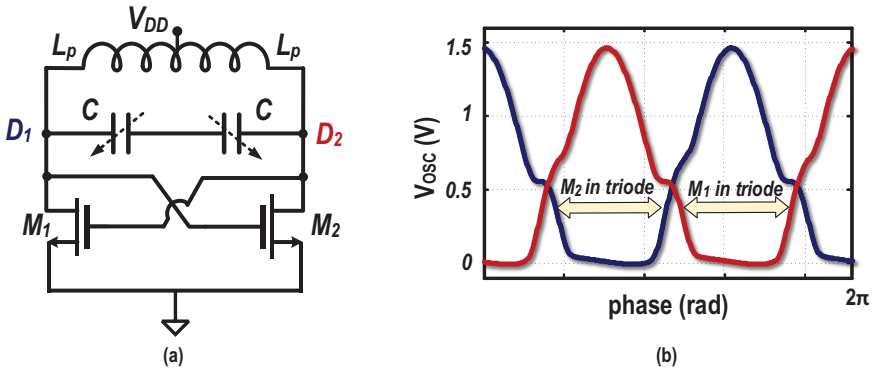 V_DD
L_p
L_p
C
C
D_1
D_2
M_1
M_2
(a)
V_OSC (V)
1.5
1
0.5
0
M_2 in triode
M_1 in triode
phase (rad)
2π
(b)